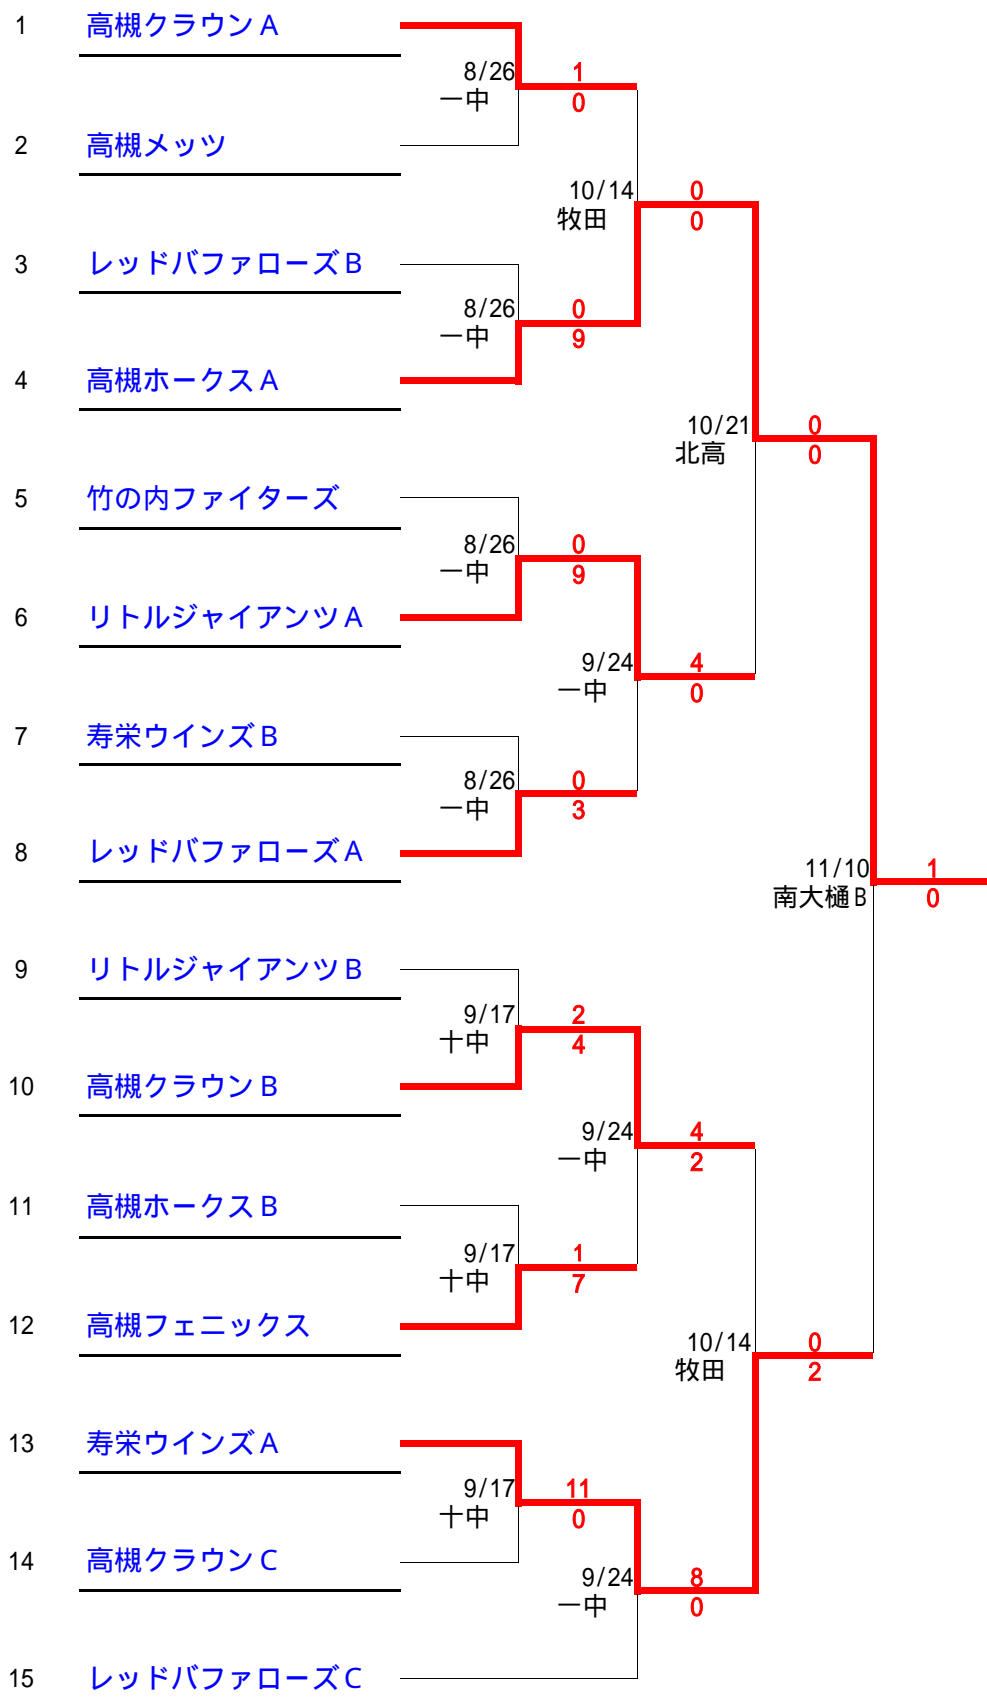 1 高槻クラウンA
8/26 1
一中 0
2 高槻メッツ
10/14 0
牧田 0
3 レッドバファローズB
8/26 0
一中 9
4 高槻ホークスA
10/21 0
北高 0
5 竹の内ファイターズ
8/26 0
一中 9
6 リトルジャイアンツA
9/24 4
一中 0
7 寿栄ウインズB
8/26 0
一中 3
8 レッドバファローズA
11/10 1
南大樋B 0
9 リトルジャイアンツB
9/17 2
十中 4
10 高槻クラウンB
9/24 4
一中 2
11 高槻ホークスB
9/17 1
十中 7
12 高槻フェニックス
10/14 0
牧田 2
13 寿栄ウインズA
9/17 11
十中 0
14 高槻クラウンC
9/24 8
一中 0
15 レッドバファローズC